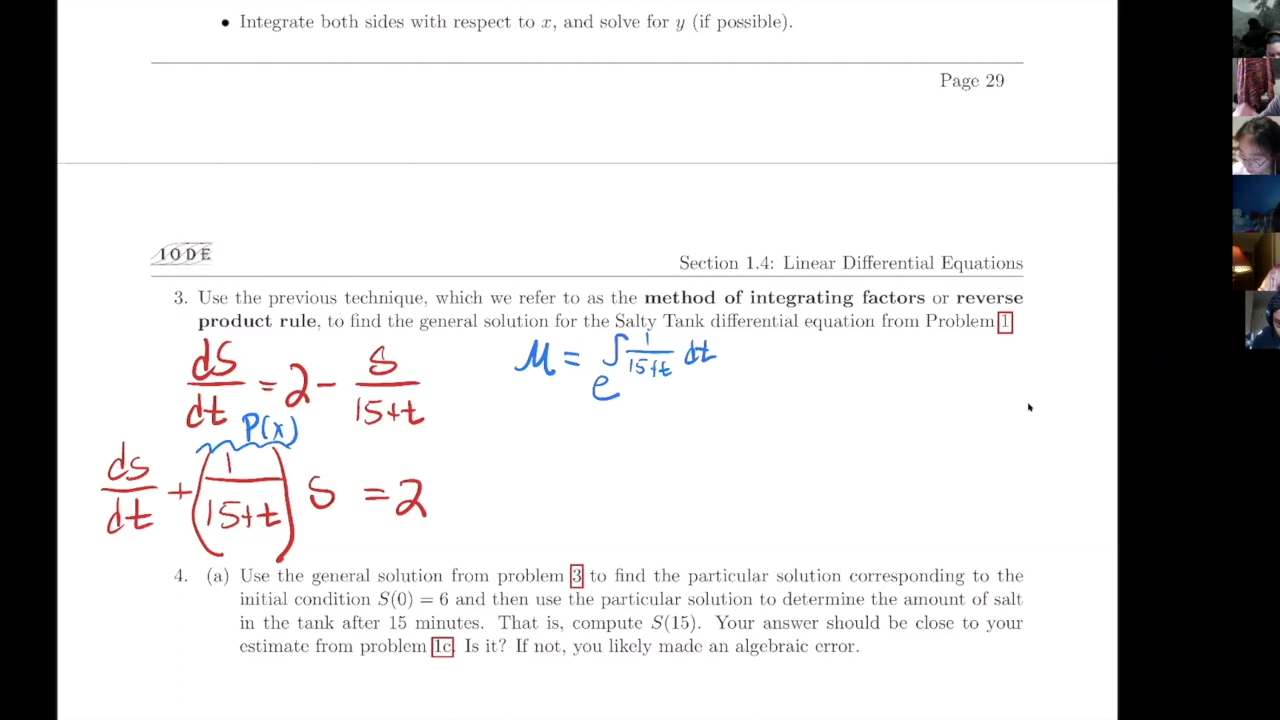 • Integrate both sides with respect to x, and solve for y (if possible).
Page 29
IODE
Section 1.4: Linear Differential Equations
3. Use the previous technique, which we refer to as the method of integrating factors or reverse
product rule, to find the general solution for the Salty Tank differential equation from Problem 1
dS/dt = 2 - S/(15+t)
μ = e^∫ 1/(15+t) dt
P(x)
ds/dt + (1/(15+t)) S = 2
4. (a) Use the general solution from problem 3 to find the particular solution corresponding to the
initial condition S(0) = 6 and then use the particular solution to determine the amount of salt
in the tank after 15 minutes. That is, compute S(15). Your answer should be close to your
estimate from problem 1c. Is it? If not, you likely made an algebraic error.